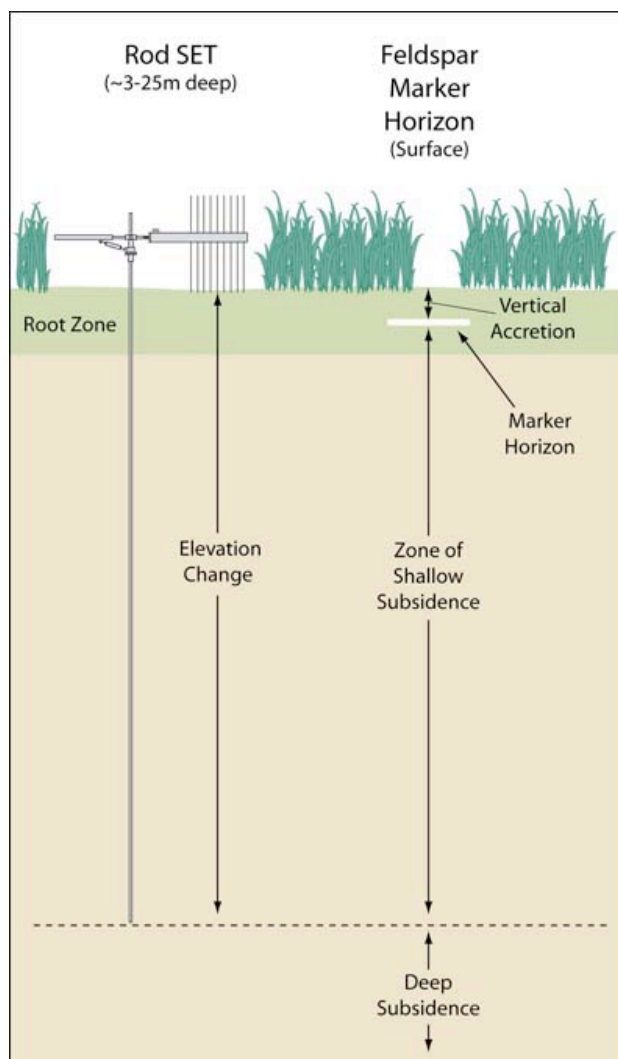 Rod SET
(~3-25m deep)
Feldspar
Marker
Horizon
(Surface)
Root Zone
Vertical
Accretion
Marker
Horizon
Elevation
Change
Zone of
Shallow
Subsidence
Deep
Subsidence